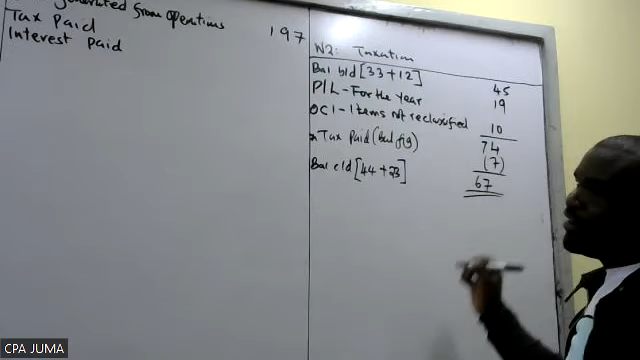 generated from operations 197
Tax Paid
Interest Paid
N2: Taxation
Bal b/d [33+12] 45
P/L - For the year 19
OCI - Items not reclassified 10
74
Tax Paid (bal fig) (7)
Bal c/d [44+23] 67
CPA JUMA